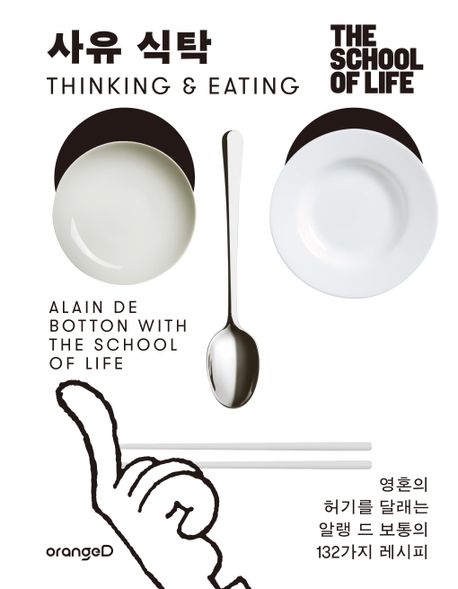 사유 식탁
THINKING & EATING
THE
SCHOOL
OF LIFE
ALAIN DE
BOTTON WITH
THE SCHOOL
OF LIFE
영혼의
허기를 달래는
알랭 드 보통의
132가지 레시피
orangeD